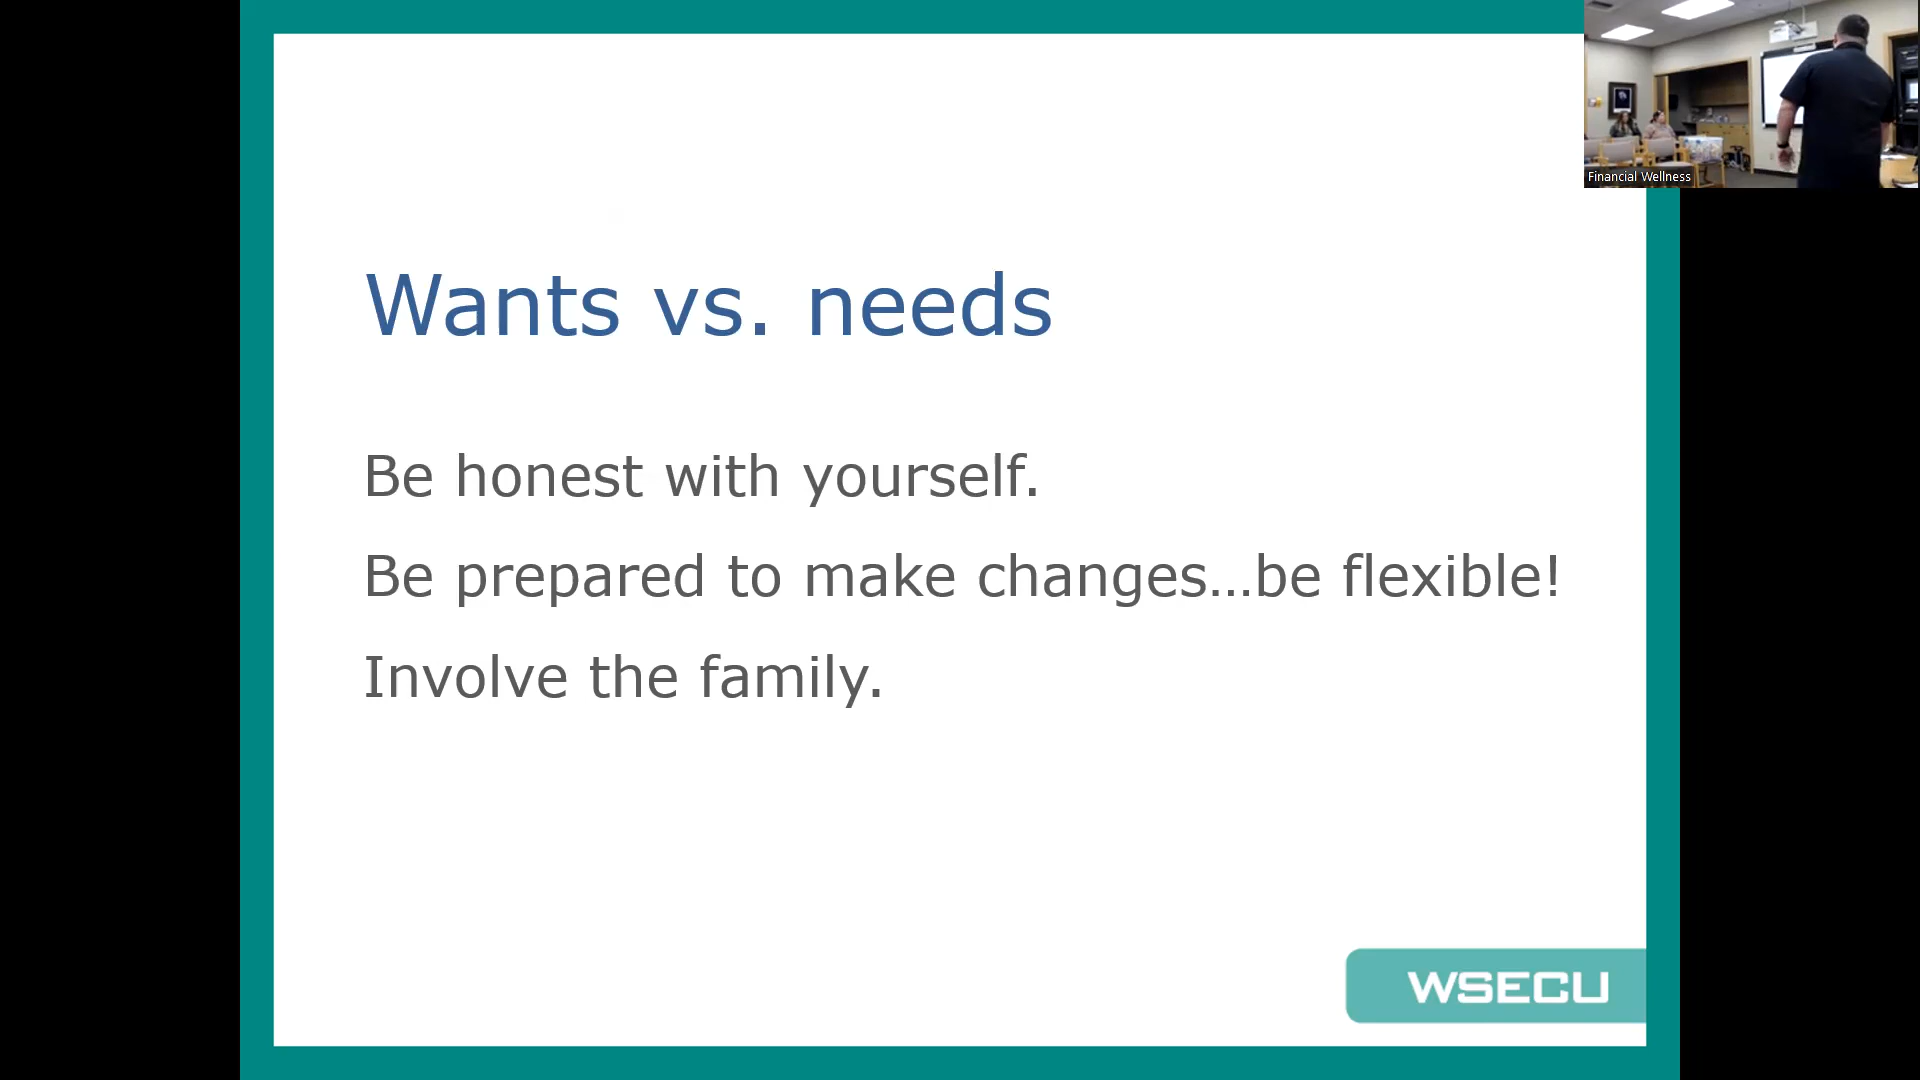 Financial Wellness
Wants vs. needs
Be honest with yourself.
Be prepared to make changes...be flexible!
Involve the family.
WSECU